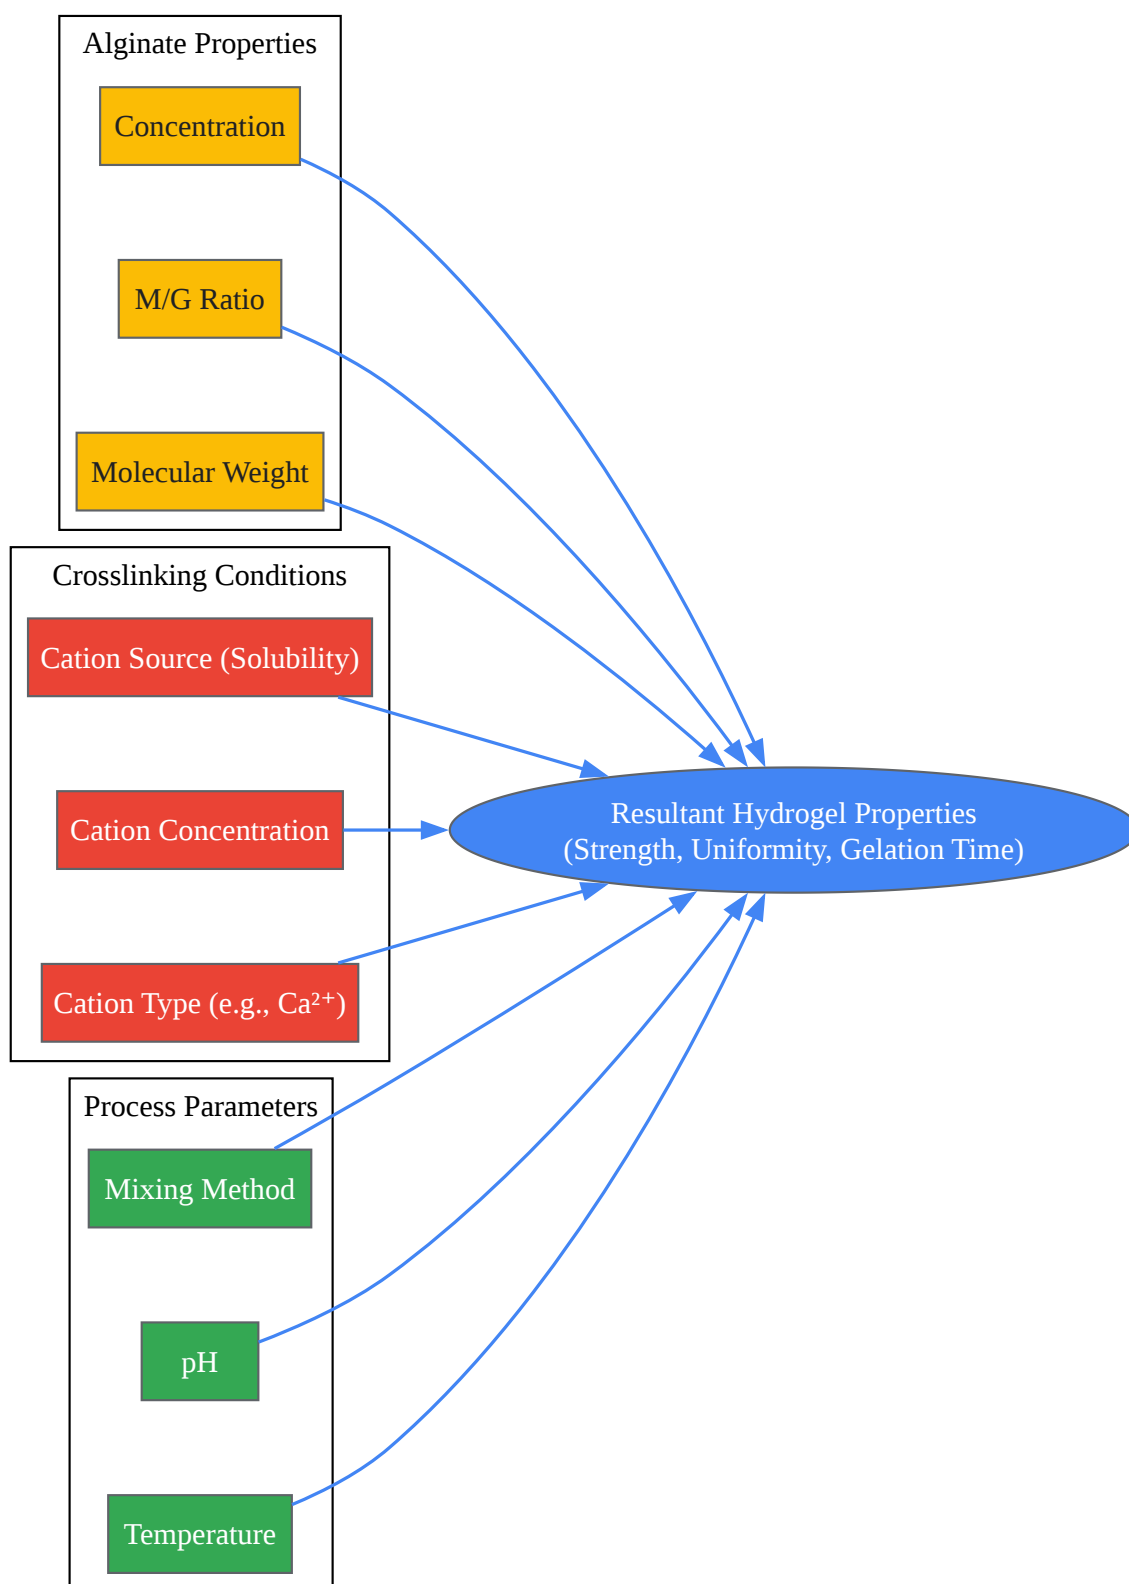 Alginate Properties
Concentration
M/G Ratio
Molecular Weight
Crosslinking Conditions
Cation Source (Solubility)
Cation Concentration
Cation Type (e.g., Ca²⁺)
Process Parameters
Mixing Method
pH
Temperature
Resultant Hydrogel Properties
(Strength, Uniformity, Gelation Time)